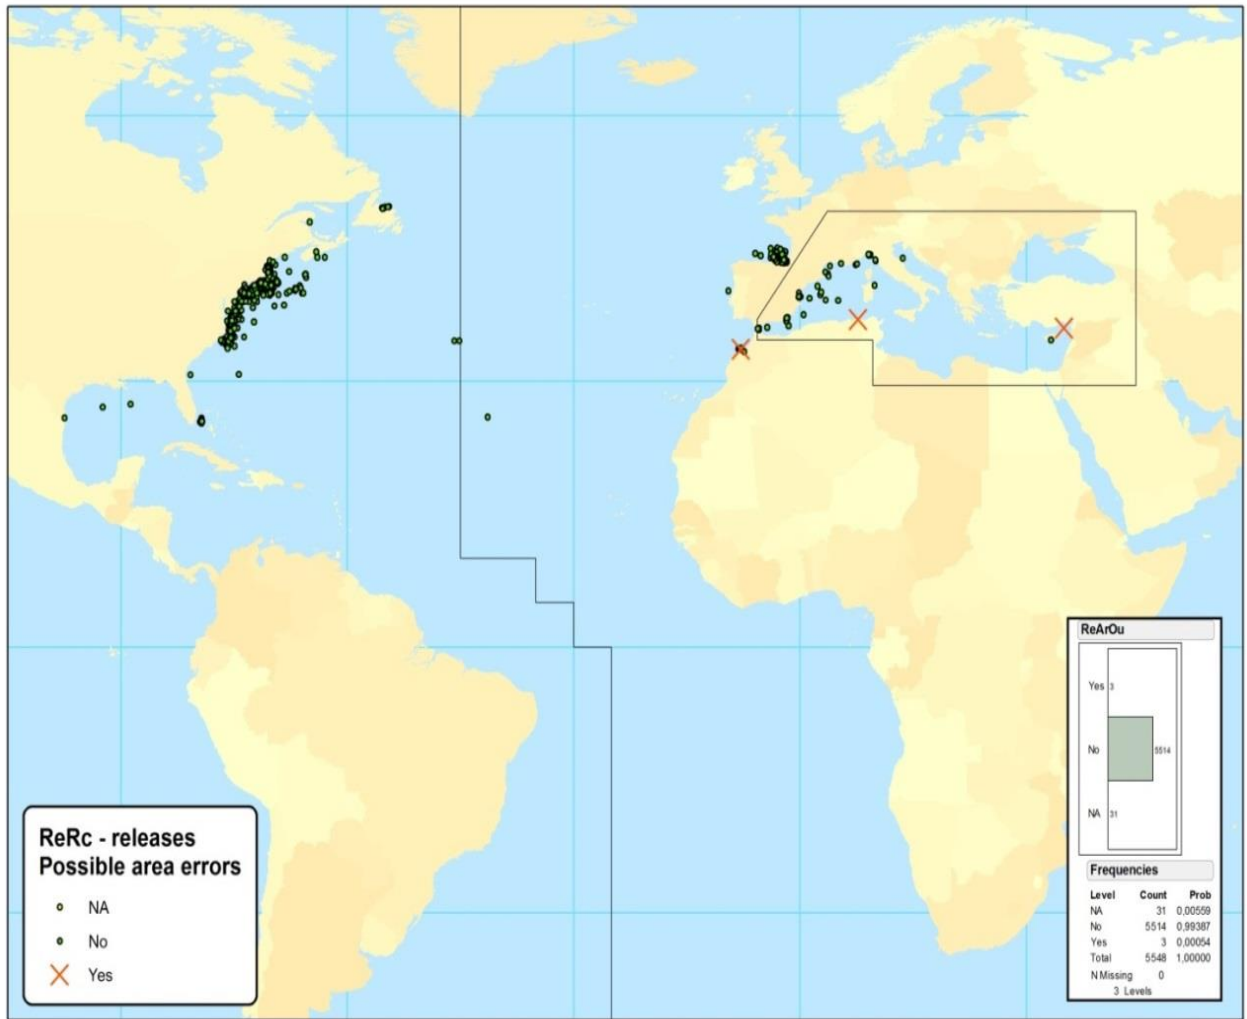 ReRc - releases
Possible area errors
NA
No
Yes
ReArOu
Yes 3
No 5514
NA 31
Frequencies
Level Count Prob
NA 31 0,00559
No 5514 0,99387
Yes 3 0,00054
Total 5548 1,00000
N Missing 0
3 Levels